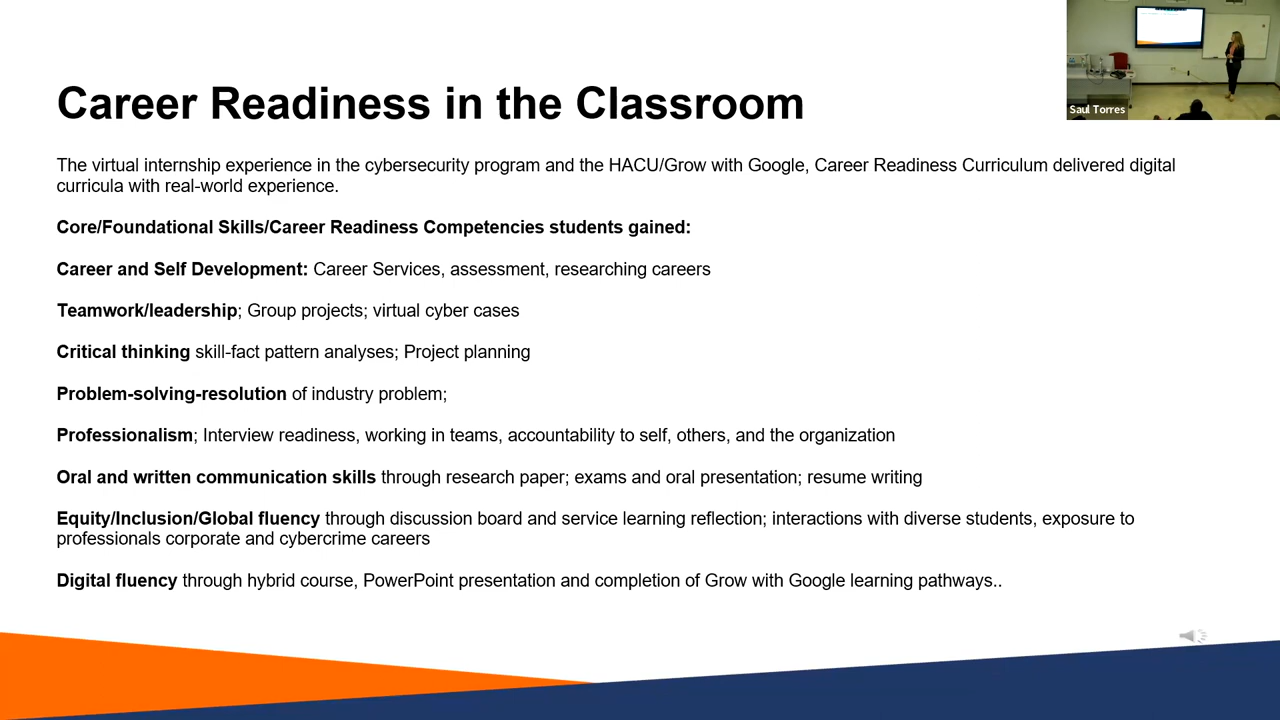 Career Readiness in the Classroom
Saul Torres
The virtual internship experience in the cybersecurity program and the HACU/Grow with Google, Career Readiness Curriculum delivered digital
curricula with real-world experience.
Core/Foundational Skills/Career Readiness Competencies students gained:
Career and Self Development: Career Services, assessment, researching careers
Teamwork/leadership; Group projects; virtual cyber cases
Critical thinking skill-fact pattern analyses; Project planning
Problem-solving-resolution of industry problem;
Professionalism; Interview readiness, working in teams, accountability to self, others, and the organization
Oral and written communication skills through research paper; exams and oral presentation; resume writing
Equity/Inclusion/Global fluency through discussion board and service learning reflection; interactions with diverse students, exposure to
professionals corporate and cybercrime careers
Digital fluency through hybrid course, PowerPoint presentation and completion of Grow with Google learning pathways..